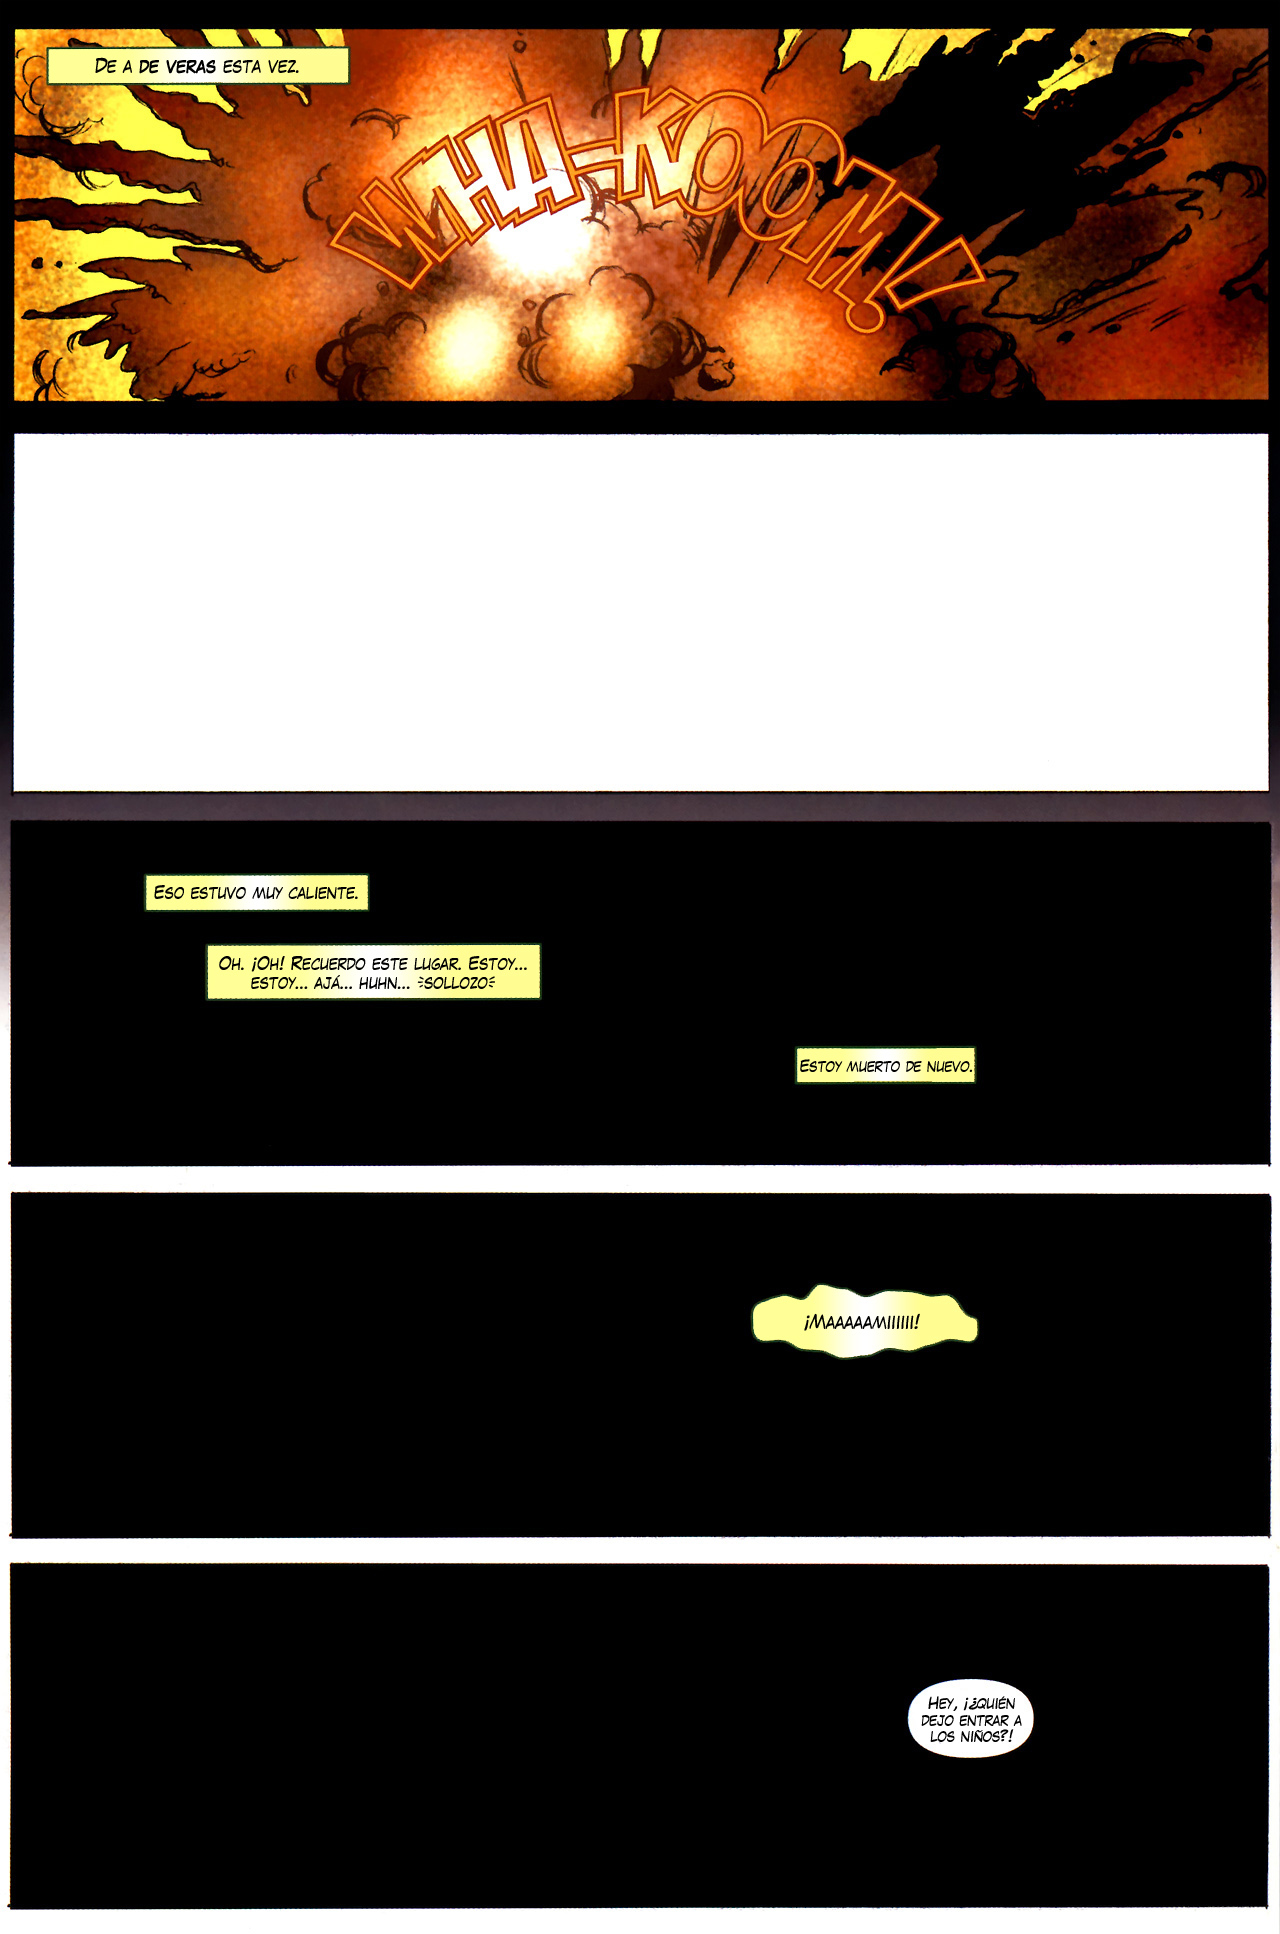 DE A DE VERAS ESTA VEZ.
WHA-KOOM!
ESO ESTUVO MUY CALIENTE.
OH. ¡OH! RECUERDO ESTE LUGAR. ESTOY...
ESTOY... AJÁ... HUHN... SOLLOZO
ESTOY MUERTO DE NUEVO.
¡MAAAAAMIIIIII!
HEY, ¡¿QUIÉN
DEJO ENTRAR A
LOS NIÑOS?!